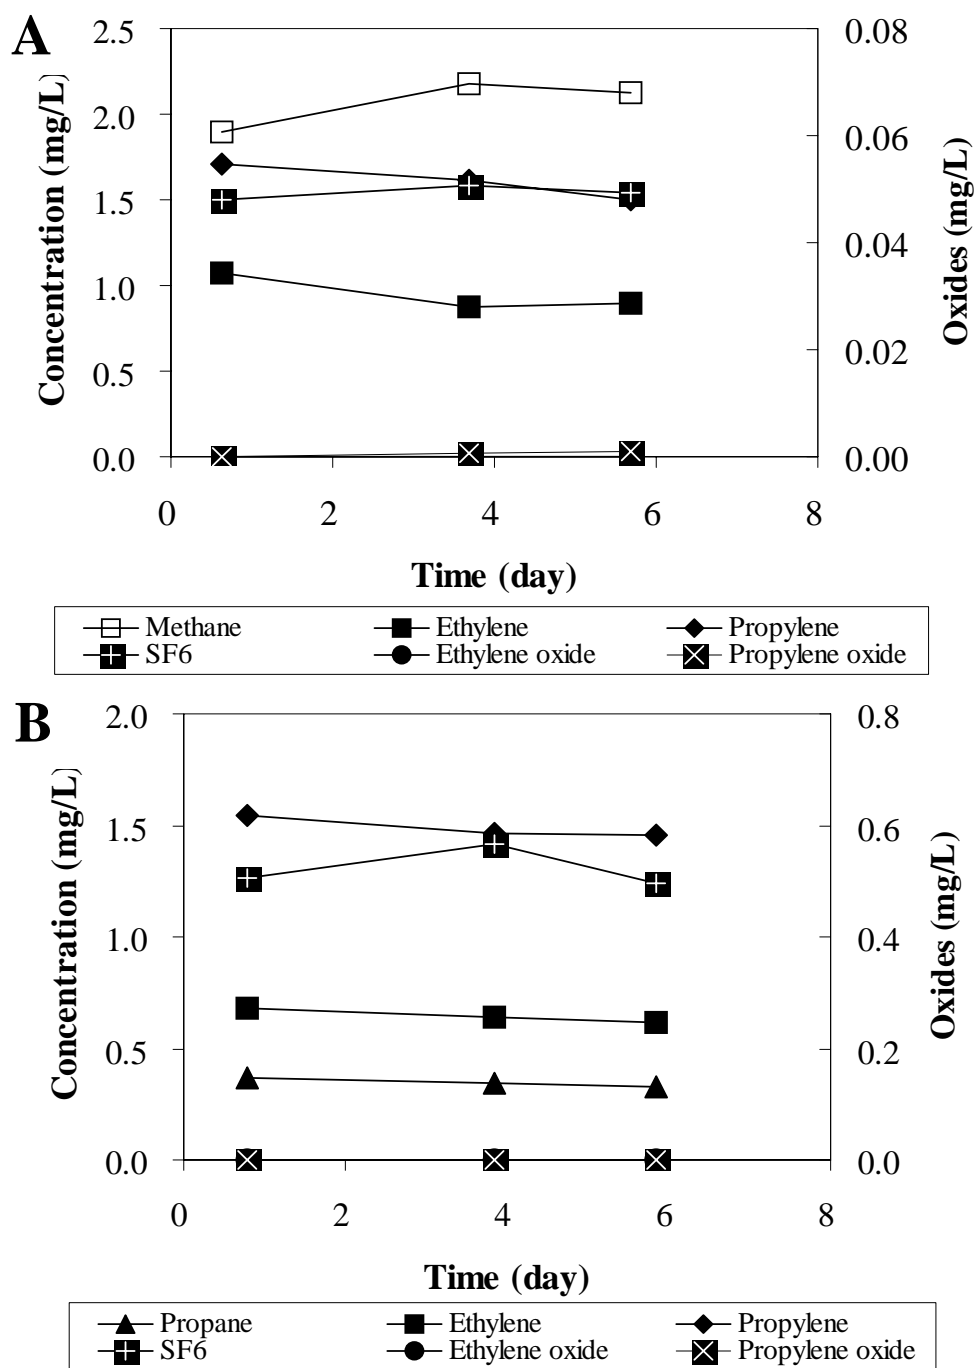 A
2.5
2.0
1.5
1.0
0.5
0.0
Concentration (mg/L)
0.08
0.06
0.04
0.02
0.00
Oxides (mg/L)
0 2 4 6 8
Time (day)
Methane Ethylene Propylene
SF6 Ethylene oxide Propylene oxide
B
2.0
1.5
1.0
0.5
0.0
Concentration (mg/L)
0.8
0.6
0.4
0.2
0.0
Oxides (mg/L)
0 2 4 6 8
Time (day)
Propane Ethylene Propylene
SF6 Ethylene oxide Propylene oxide